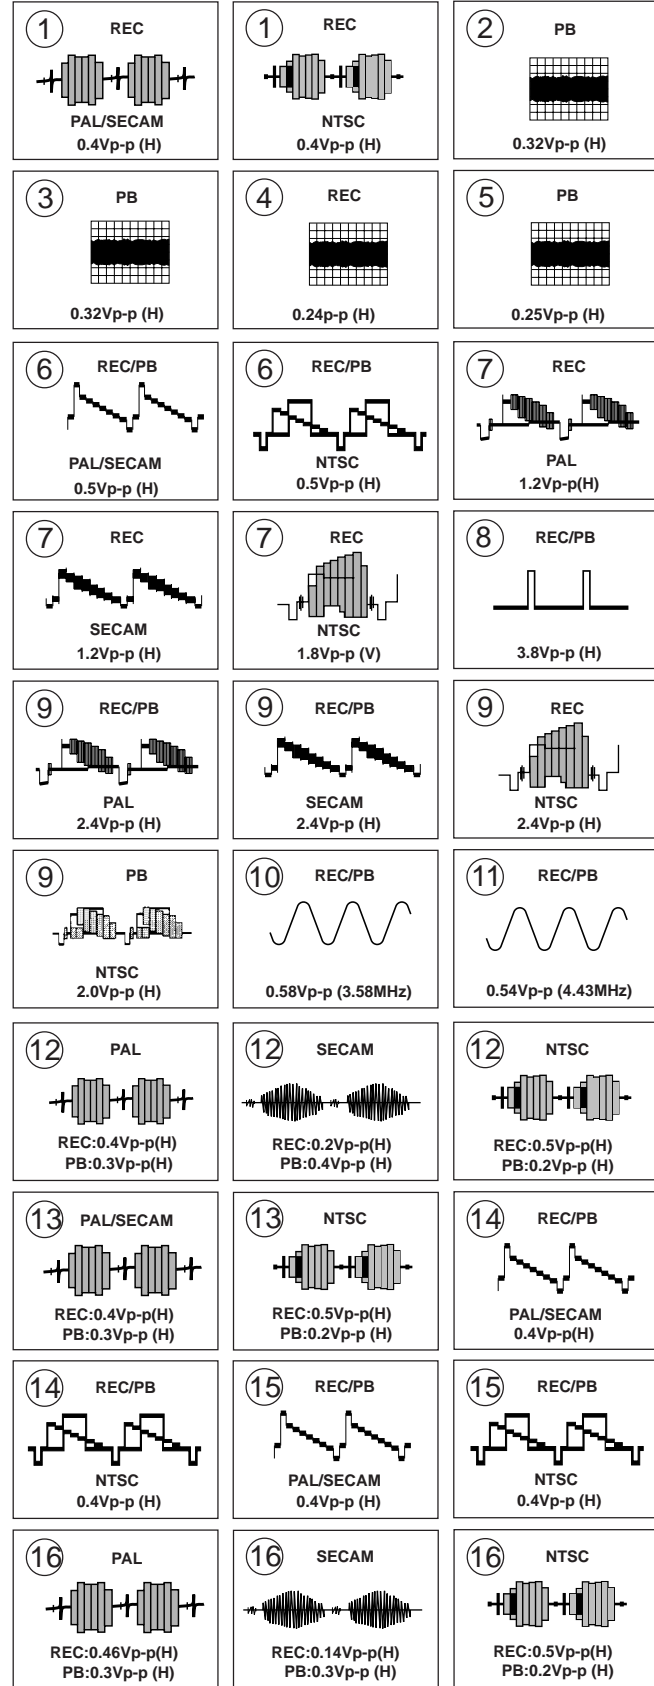 1 REC
PAL/SECAM
0.4Vp-p (H)
1 REC
NTSC
0.4Vp-p (H)
2 PB
0.32Vp-p (H)
3 PB
0.32Vp-p (H)
4 REC
0.24p-p (H)
5 PB
0.25Vp-p (H)
6 REC/PB
PAL/SECAM
0.5Vp-p (H)
6 REC/PB
NTSC
0.5Vp-p (H)
7 REC
PAL
1.2Vp-p(H)
7 REC
SECAM
1.2Vp-p (H)
7 REC
NTSC
1.8Vp-p (V)
8 REC/PB
3.8Vp-p (H)
9 REC/PB
PAL
2.4Vp-p (H)
9 REC/PB
SECAM
2.4Vp-p (H)
9 REC
NTSC
2.4Vp-p (H)
9 PB
NTSC
2.0Vp-p (H)
10 REC/PB
0.58Vp-p (3.58MHz)
11 REC/PB
0.54Vp-p (4.43MHz)
12 PAL
REC:0.4Vp-p(H)
PB:0.3Vp-p(H)
12 SECAM
REC:0.2Vp-p(H)
PB:0.4Vp-p (H)
12 NTSC
REC:0.5Vp-p(H)
PB:0.2Vp-p (H)
13 PAL/SECAM
REC:0.4Vp-p(H)
PB:0.3Vp-p (H)
13 NTSC
REC:0.5Vp-p(H)
PB:0.2Vp-p (H)
14 REC/PB
PAL/SECAM
0.4Vp-p(H)
14 REC/PB
NTSC
0.4Vp-p (H)
15 REC/PB
PAL/SECAM
0.4Vp-p (H)
15 REC/PB
NTSC
0.4Vp-p (H)
16 PAL
REC:0.46Vp-p(H)
PB:0.3Vp-p (H)
16 SECAM
REC:0.14Vp-p(H)
PB:0.3Vp-p (H)
16 NTSC
REC:0.5Vp-p(H)
PB:0.2Vp-p (H)